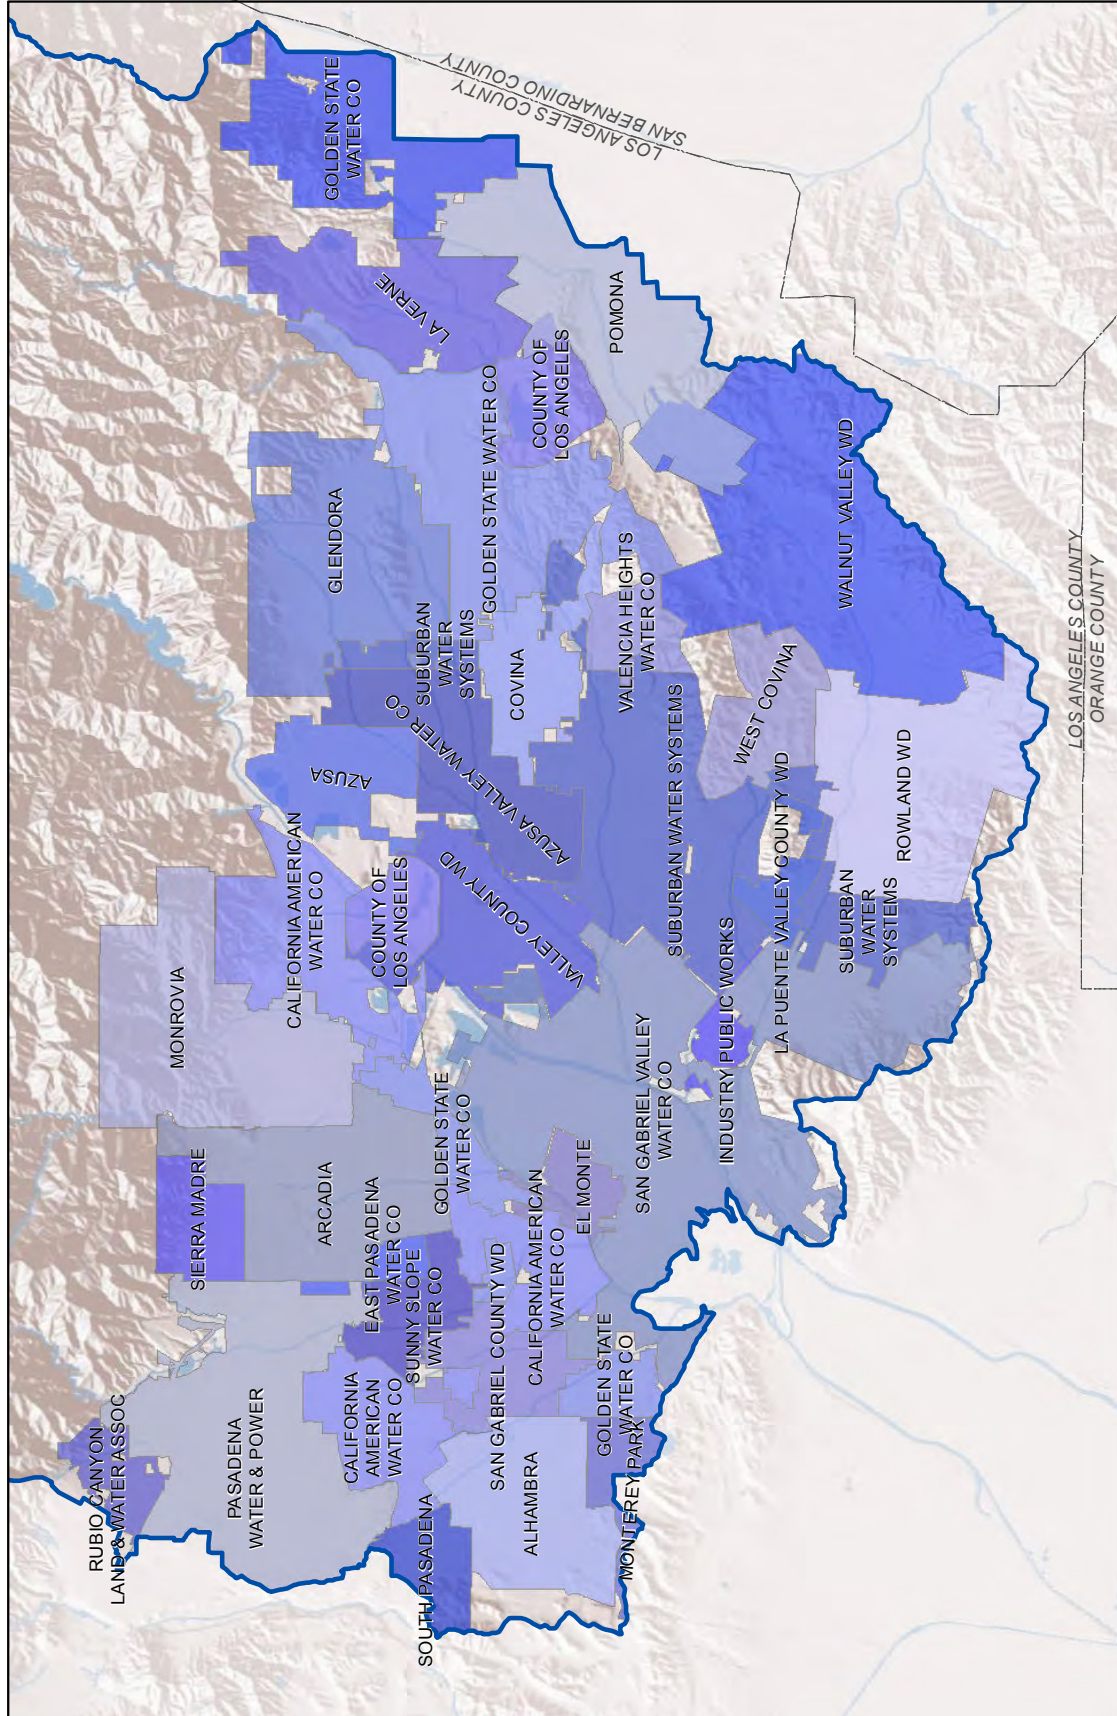 RUBIO CANYON
LAND & WATER ASSOC
PASADENA
WATER & POWER
SIERRA MADRE
ARCADIA
MONROVIA
CALIFORNIA AMERICAN
WATER CO
COUNTY OF
LOS ANGELES
AZUSA
GLENDORA
LA VERNE
GOLDEN STATE
WATER CO
LOS ANGELES COUNTY
SAN BERNARDINO COUNTY
SOUTH PASADENA
CALIFORNIA
AMERICAN
WATER CO
EAST PASADENA
WATER CO
SUNNY SLOPE
WATER CO
GOLDEN STATE
WATER CO
VALLEY COUNTY WD
AZUSA VALLEY WATER CO
SUBURBAN
WATER
SYSTEMS
GOLDEN STATE WATER CO
COUNTY OF
LOS ANGELES
POMONA
ALHAMBRA
SAN GABRIEL COUNTY WD
CALIFORNIA AMERICAN
WATER CO
EL MONTE
COVINA
VALENCIA HEIGHTS
WATER CO
MONTEREY PARK
GOLDEN STATE
WATER CO
SAN GABRIEL VALLEY
WATER CO
SUBURBAN WATER SYSTEMS
WEST COVINA
WALNUT VALLEY WD
INDUSTRY PUBLIC WORKS
LA PUENTE VALLEY COUNTY WD
SUBURBAN
WATER
SYSTEMS
ROWLAND WD
LOS ANGELES COUNTY
ORANGE COUNTY